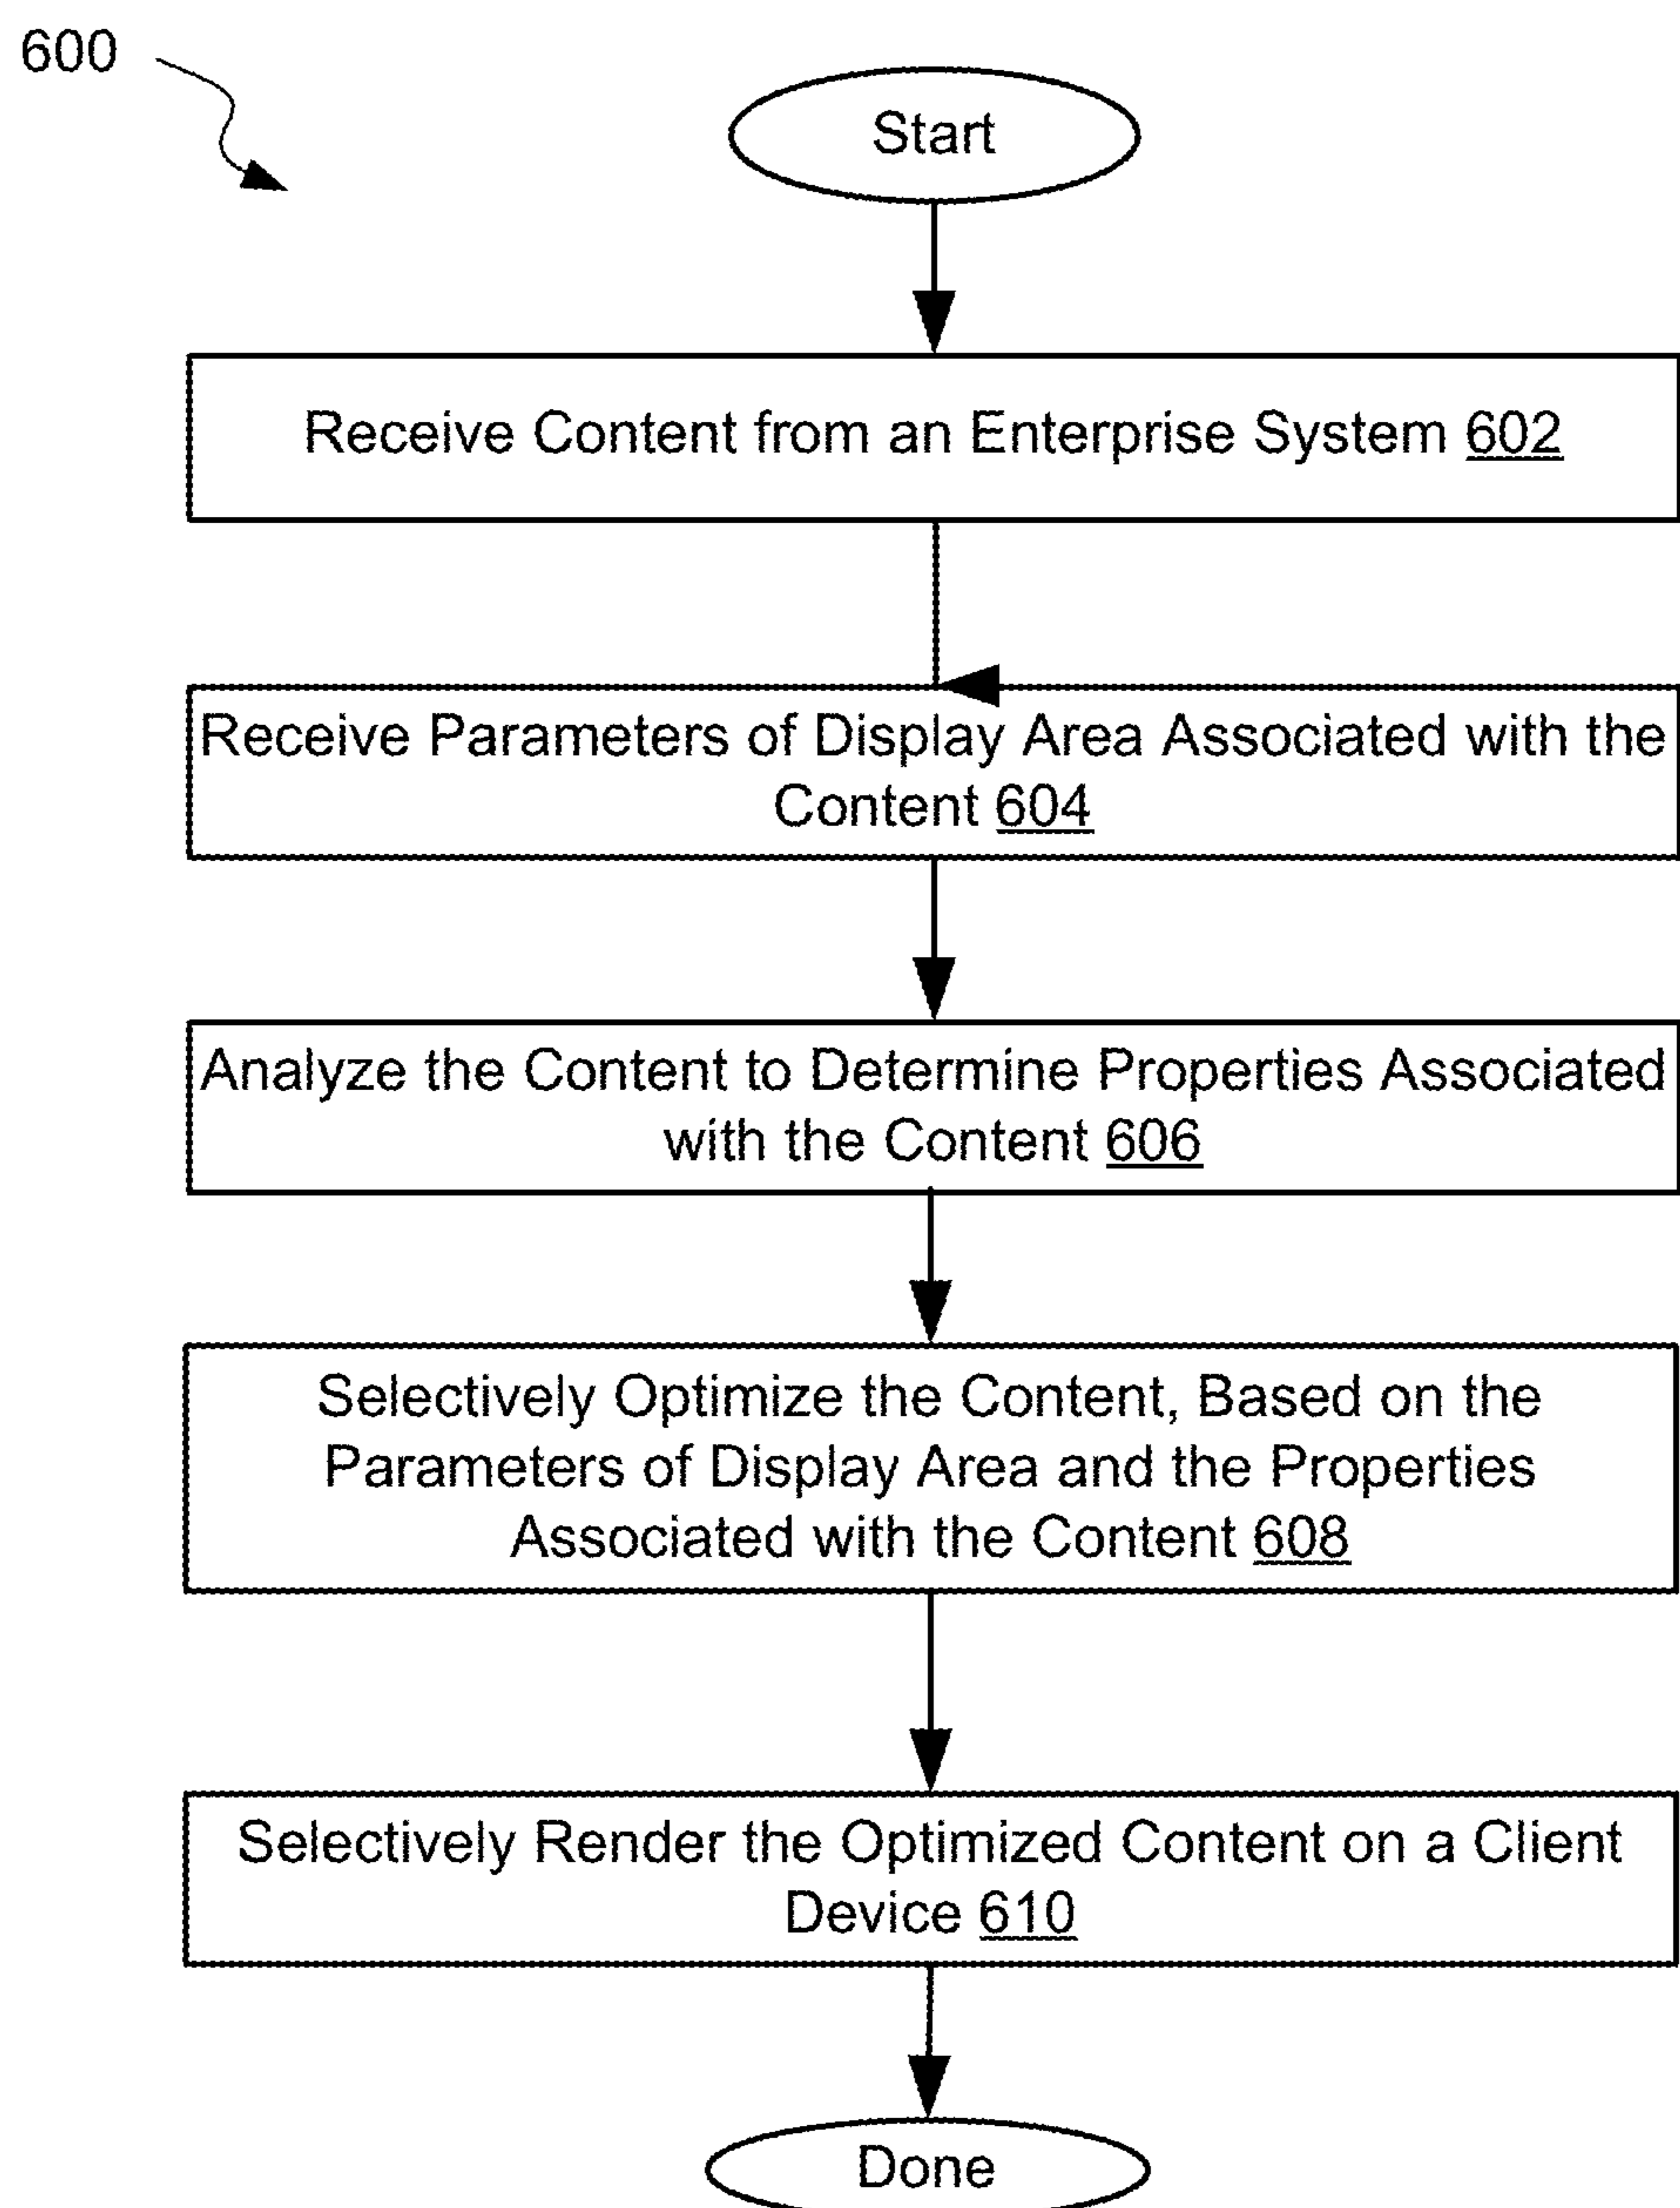 600
Start
Receive Content from an Enterprise System 602
Receive Parameters of Display Area Associated with the
Content 604
Analyze the Content to Determine Properties Associated
with the Content 606
Selectively Optimize the Content, Based on the
Parameters of Display Area and the Properties
Associated with the Content 608
Selectively Render the Optimized Content on a Client
Device 610
Done